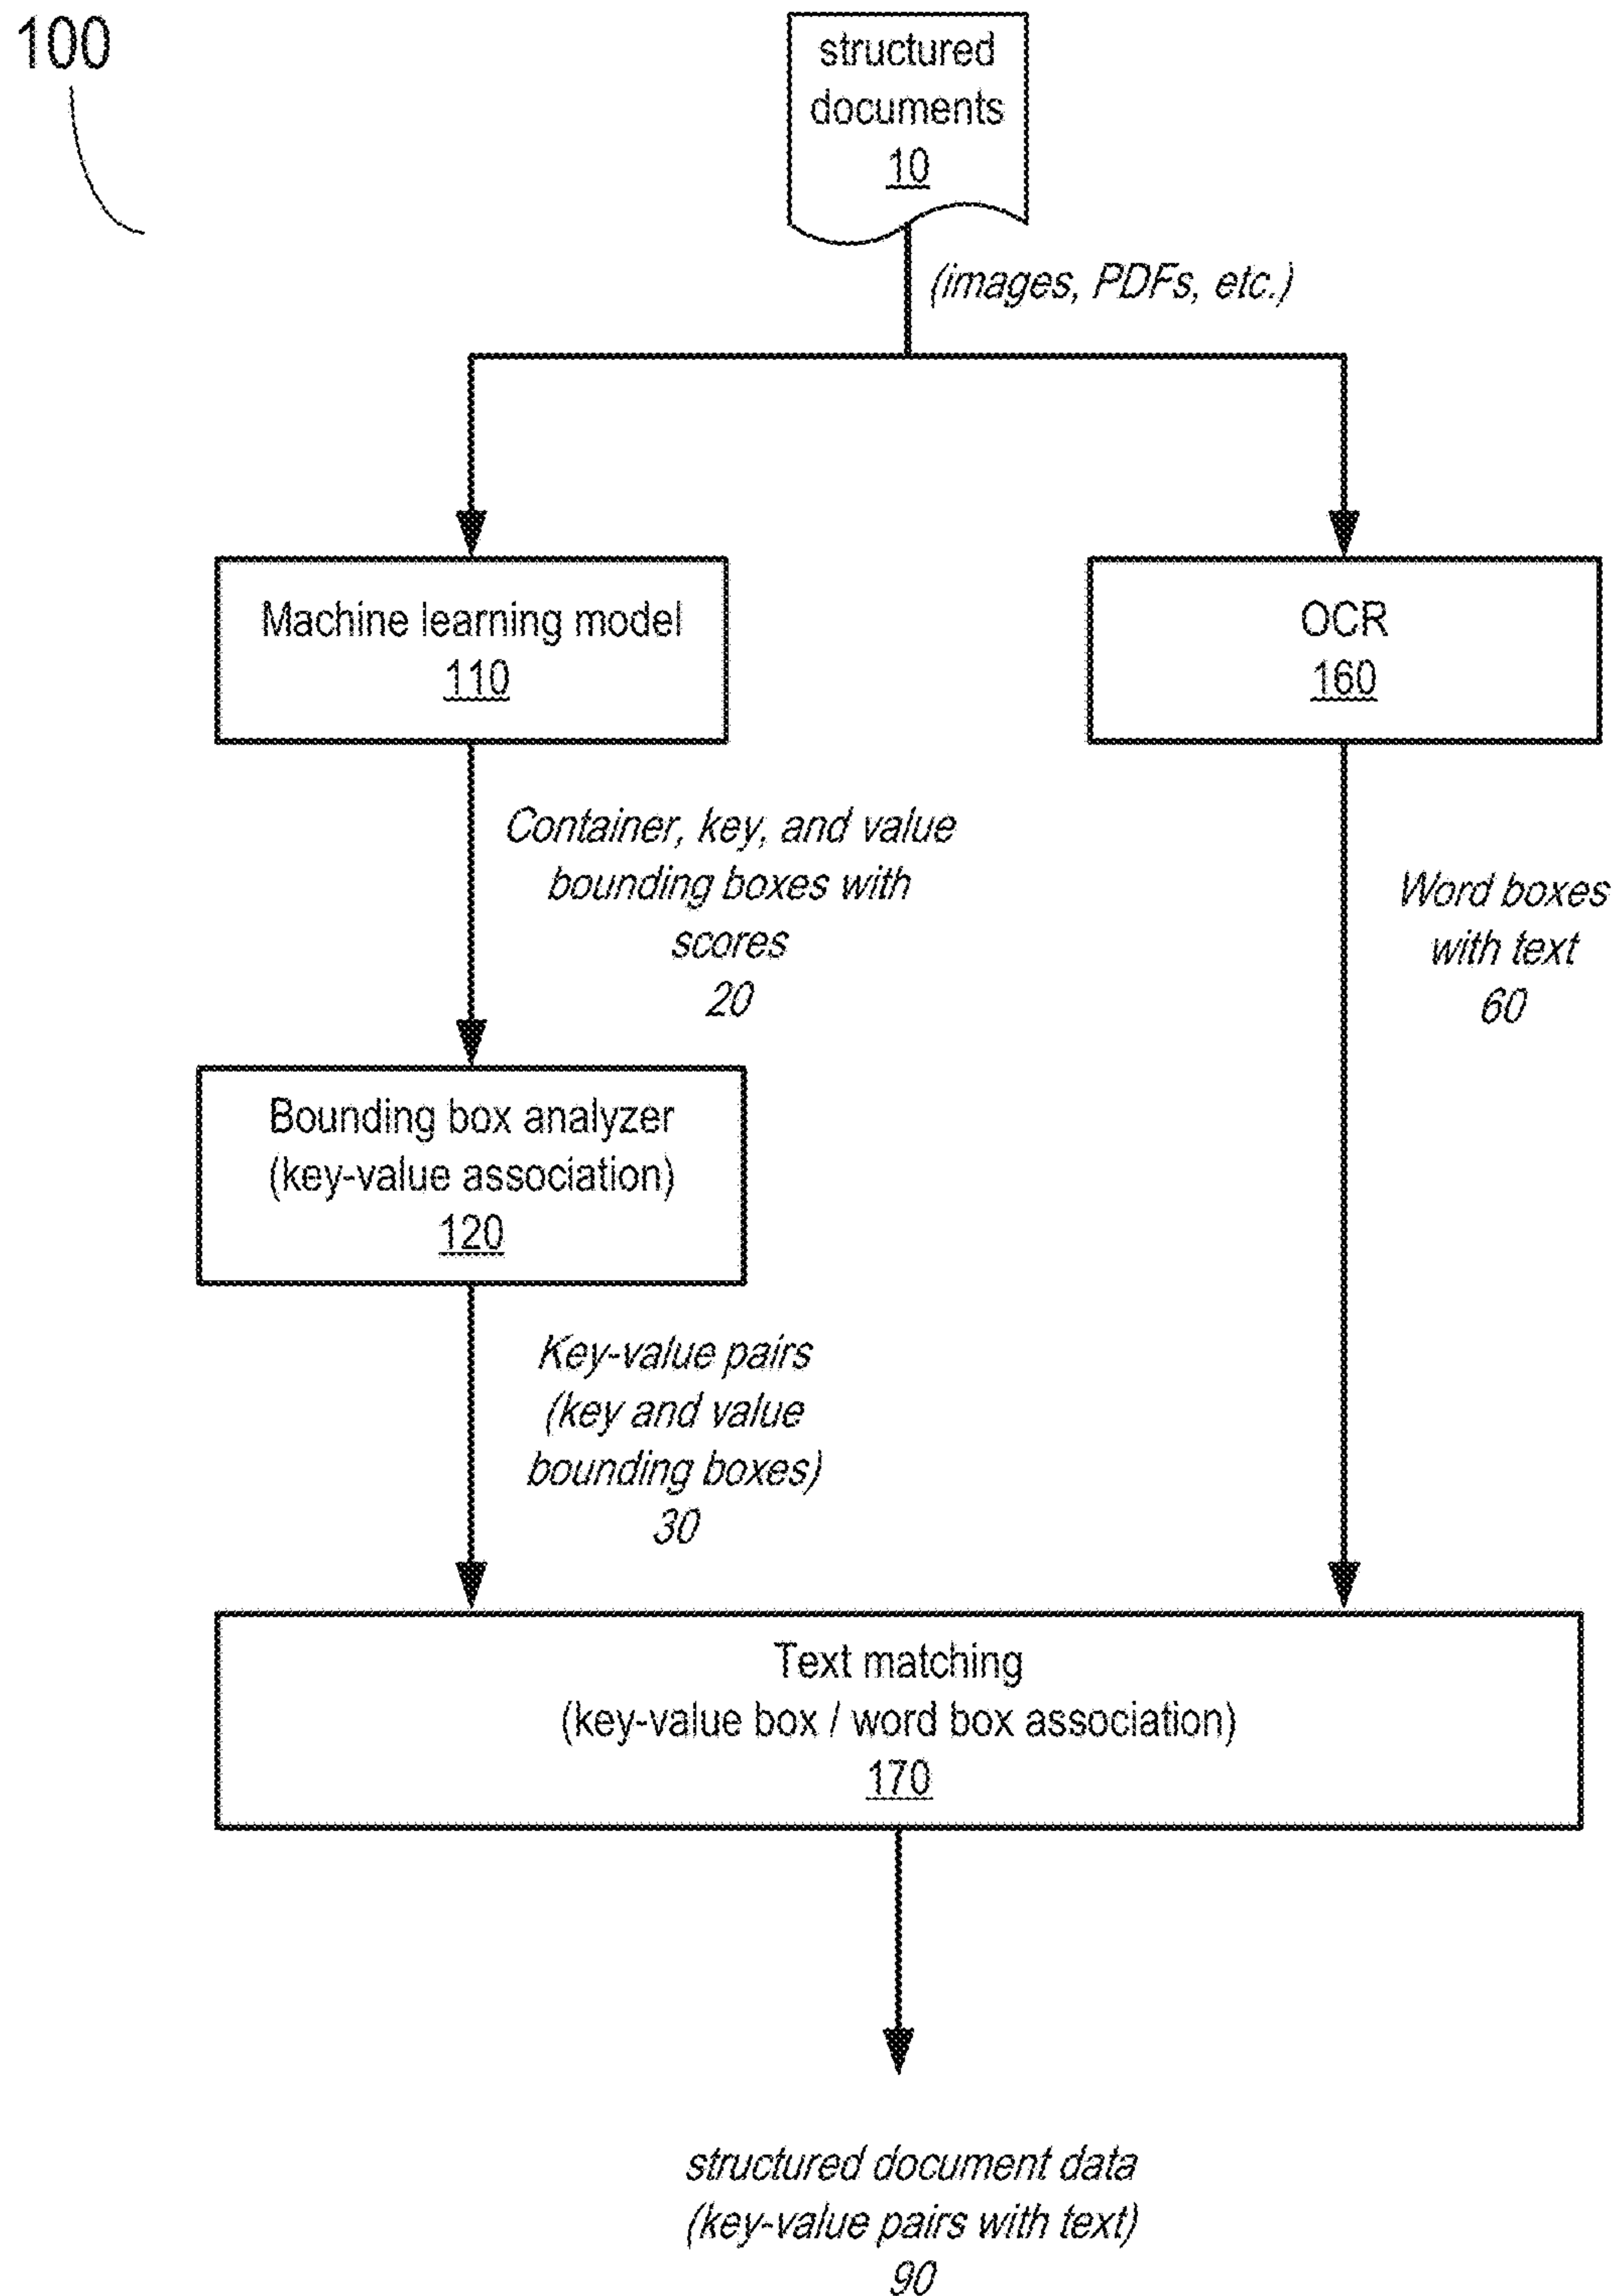 100
structured
documents
10
(images, PDFs, etc.)
Machine learning model
110
OCR
160
Container, key, and value
bounding boxes with
scores
20
Word boxes
with text
60
Bounding box analyzer
(key-value association)
120
Key-value pairs
(key and value
bounding boxes)
30
Text matching
(key-value box / word box association)
170
structured document data
(key-value pairs with text)
90